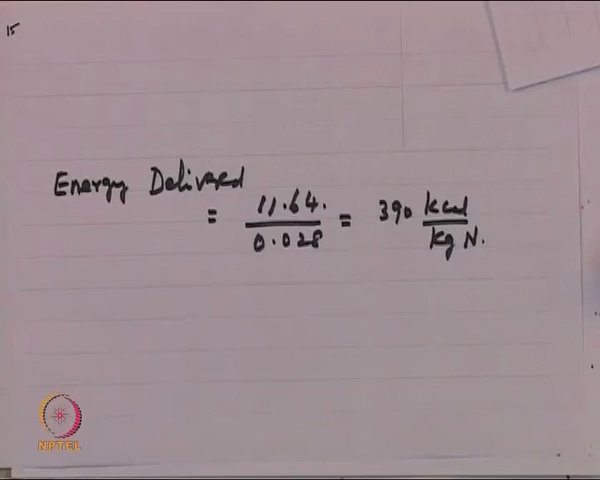 15
Energy Delivered
= 11.64. / 0.028 = 390 kcal / kg N.
NPTEL